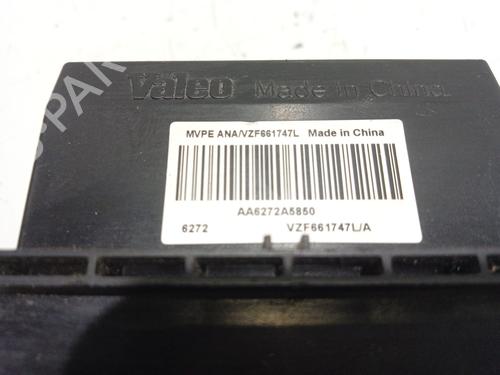 Valeo Made in China
MVPE ANA/VZF661747L Made in China
AA6272A5850
6272 VZF661747L/A